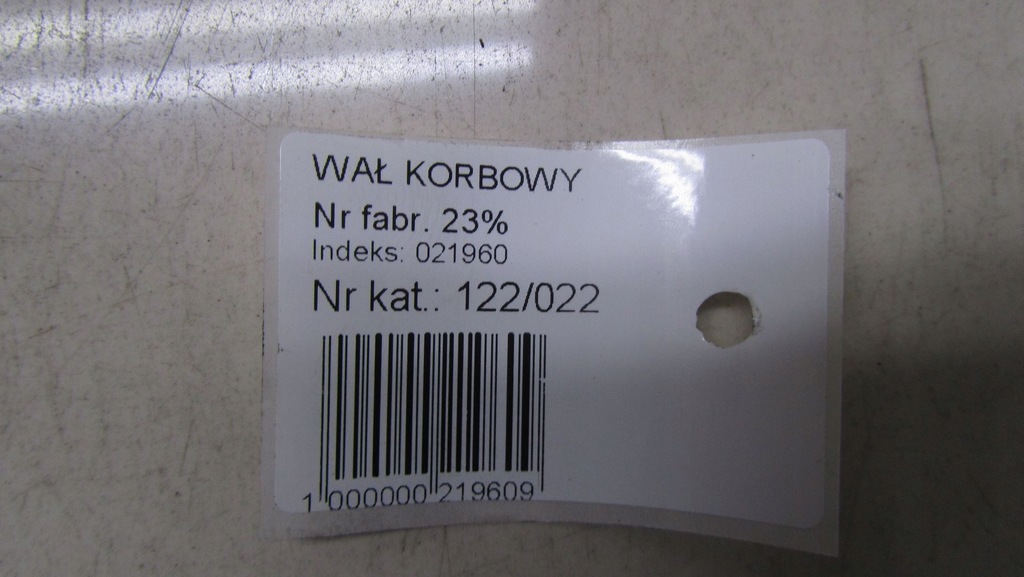 WAŁ KORBOWY
Nr fabr. 23%
Indeks: 021960
Nr kat.: 122/022
1 000000 219609